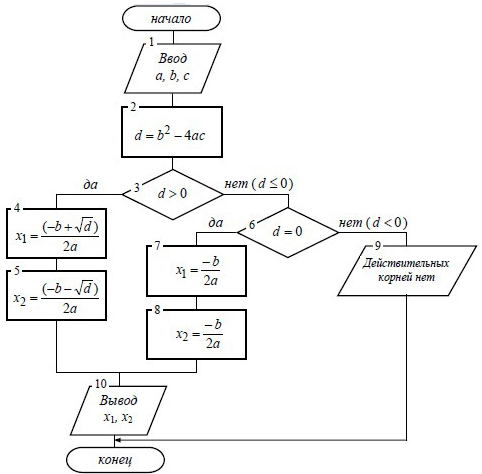 начало
1
Ввод
a, b, c
2
d = b² − 4ac
3
d > 0
да
нет ( d ≤ 0 )
4
x₁ = (−b + √d) / 2a
5
x₂ = (−b − √d) / 2a
6
d = 0
да
нет ( d < 0 )
7
x₁ = −b / 2a
8
x₂ = −b / 2a
9
Действительных
корней нет
10
Вывод
x₁, x₂
конец